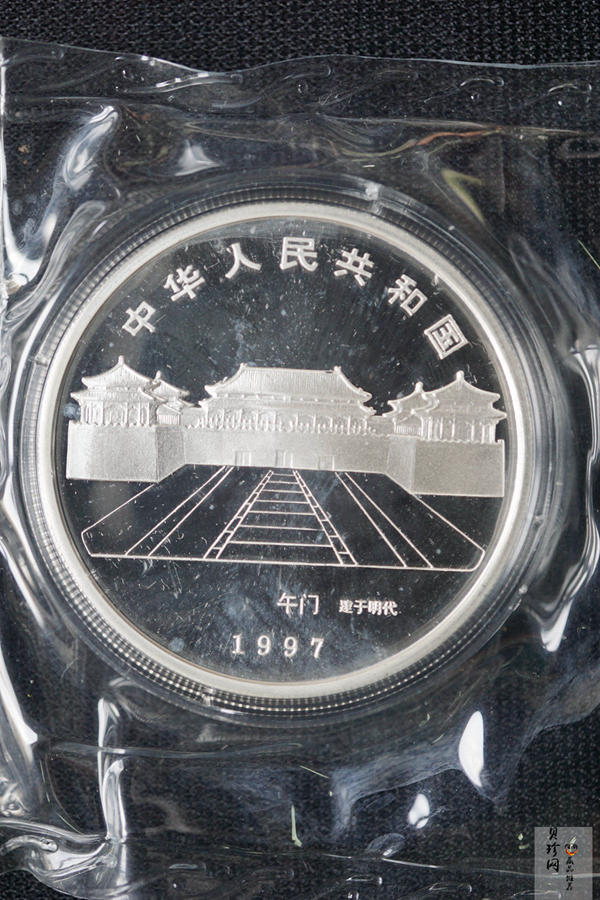 中华人民共和国
午门 建于明代
1997
贝珍网